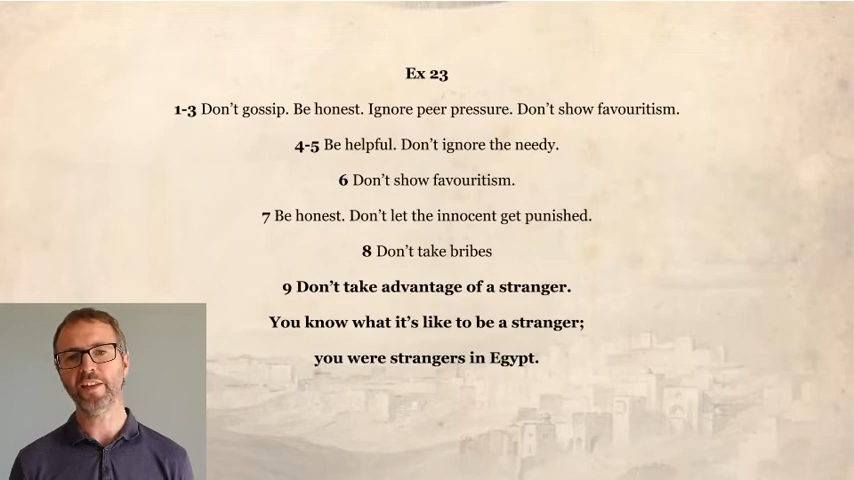 Ex 23
1-3 Don’t gossip. Be honest. Ignore peer pressure. Don’t show favouritism.
4-5 Be helpful. Don’t ignore the needy.
6 Don’t show favouritism.
7 Be honest. Don’t let the innocent get punished.
8 Don’t take bribes
9 Don’t take advantage of a stranger.
You know what it’s like to be a stranger;
you were strangers in Egypt.